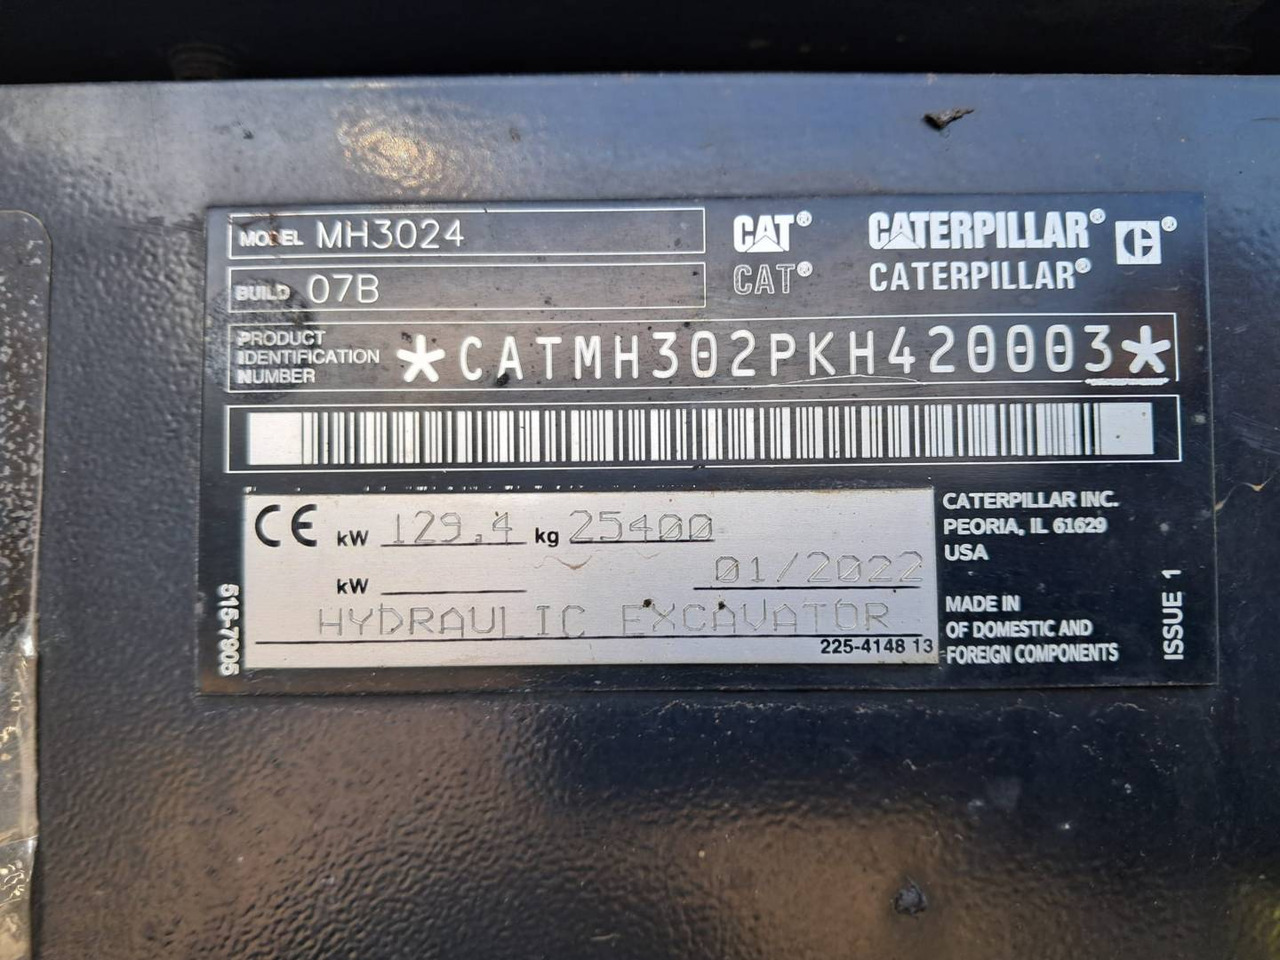 MODEL MH3024
BUILD 07B
CAT® CATERPILLAR® CE®
CAT® CATERPILLAR®
PRODUCT
IDENTIFICATION
NUMBER
*CATMH302PKH420003*
CE kW 129.4 kg 25400
kW 01/2022
HYDRAULIC EXCAVATOR
225-4148 13
515-7905
CATERPILLAR INC.
PEORIA, IL 61629
USA
MADE IN
OF DOMESTIC AND
FOREIGN COMPONENTS
ISSUE 1